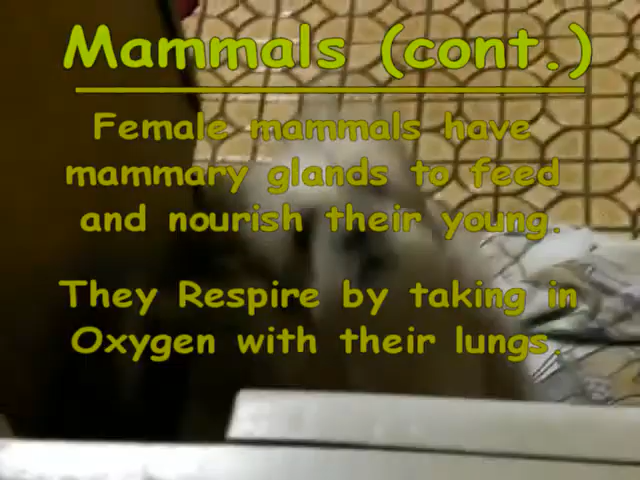 Mammals (cont.)
Female mammals have
mammary glands to feed
and nourish their young.
They Respire by taking in
Oxygen with their lungs.